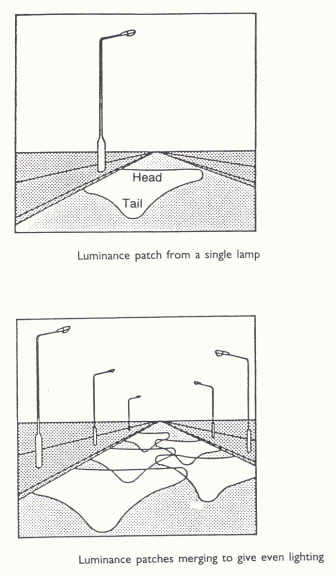 Head
Tail
Luminance patch from a single lamp
Luminance patches merging to give even lighting